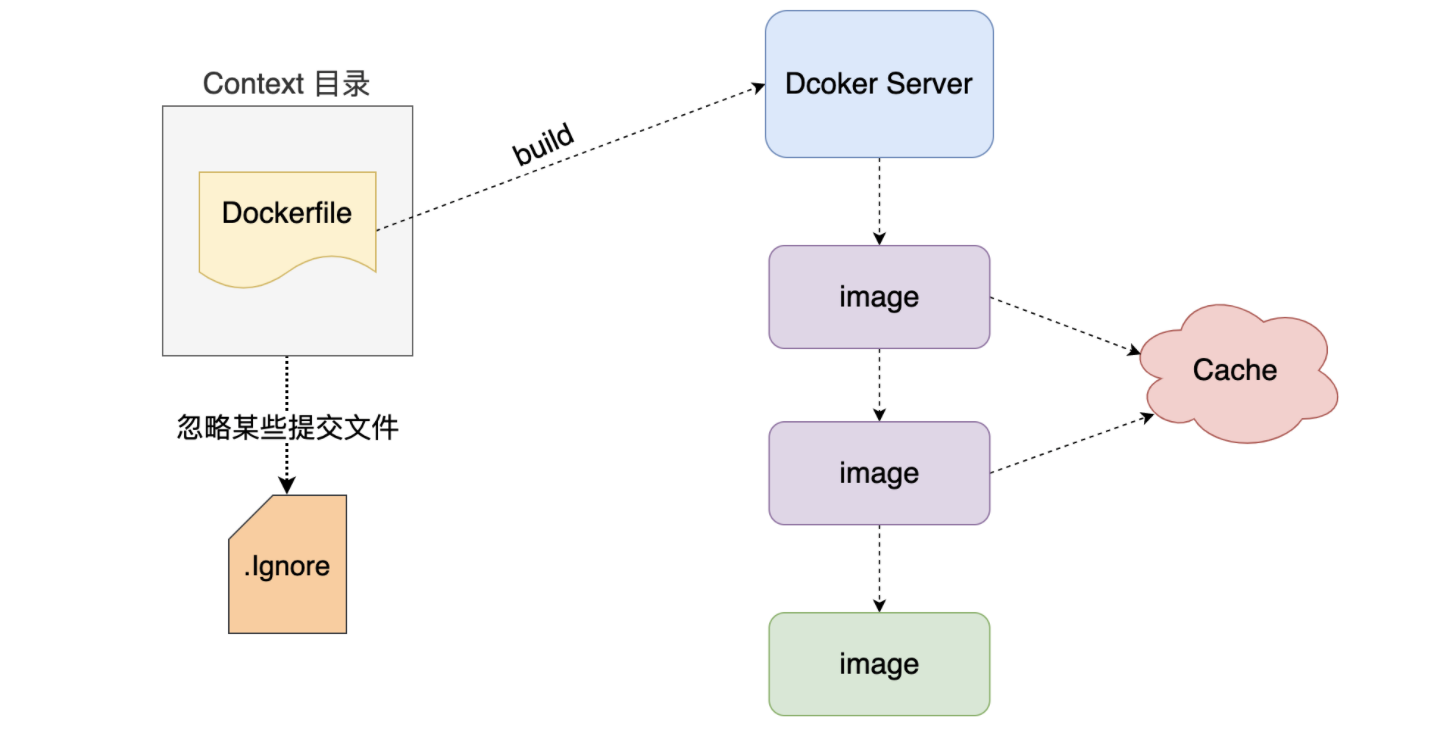 Context 目录
Dockerfile
build
Dcoker Server
image
Cache
忽略某些提交文件
image
.Ignore
image